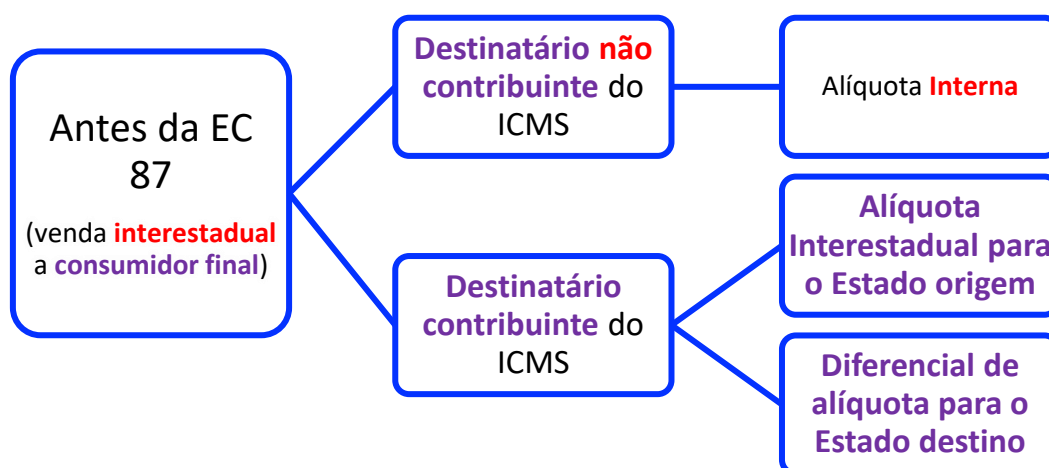 Antes da EC
87
(venda interestadual
a consumidor final)
Destinatário não
contribuinte do
ICMS
Alíquota Interna
Destinatário
contribuinte do
ICMS
Alíquota
Interestadual para
o Estado origem
Diferencial de
alíquota para o
Estado destino